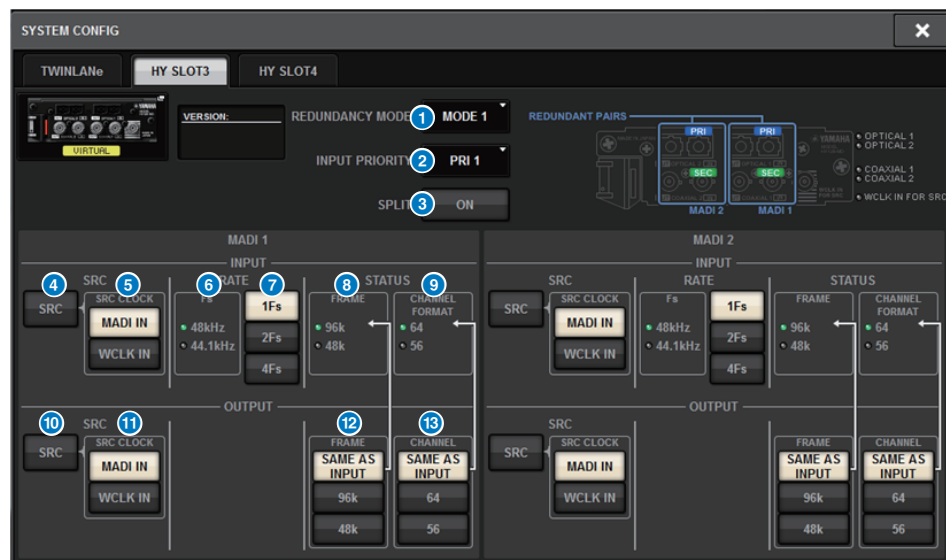 SYSTEM CONFIG
TWINLANe HY SLOT3 HY SLOT4
VIRTUAL
VERSION:
REDUNDANCY MODE 1 MODE 1
INPUT PRIORITY 2 PRI 1
SPLIT 3 ON
REDUNDANT PAIRS
PRI PRI
SEC SEC
MADI 2 MADI 1
YAMAHA
OPTICAL 1
OPTICAL 2
COAXIAL 1
COAXIAL 2
WCLK IN FOR SRC
MADI 1
INPUT
4 5 6 7 8 9
SRC RATE STATUS
SRC
SRC CLOCK
MADI IN
WCLK IN
Fs
48kHz
44.1kHz
1Fs
2Fs
4Fs
FRAME
96k
48k
CHANNEL FORMAT
64
56
OUTPUT
10 11 12 13
SRC
SRC
SRC CLOCK
MADI IN
WCLK IN
FRAME
SAME AS INPUT
96k
48k
CHANNEL
SAME AS INPUT
64
56
MADI 2
INPUT
SRC RATE STATUS
SRC
SRC CLOCK
MADI IN
WCLK IN
Fs
48kHz
44.1kHz
1Fs
2Fs
4Fs
FRAME
96k
48k
CHANNEL FORMAT
64
56
OUTPUT
SRC
SRC
SRC CLOCK
MADI IN
WCLK IN
FRAME
SAME AS INPUT
96k
48k
CHANNEL
SAME AS INPUT
64
56